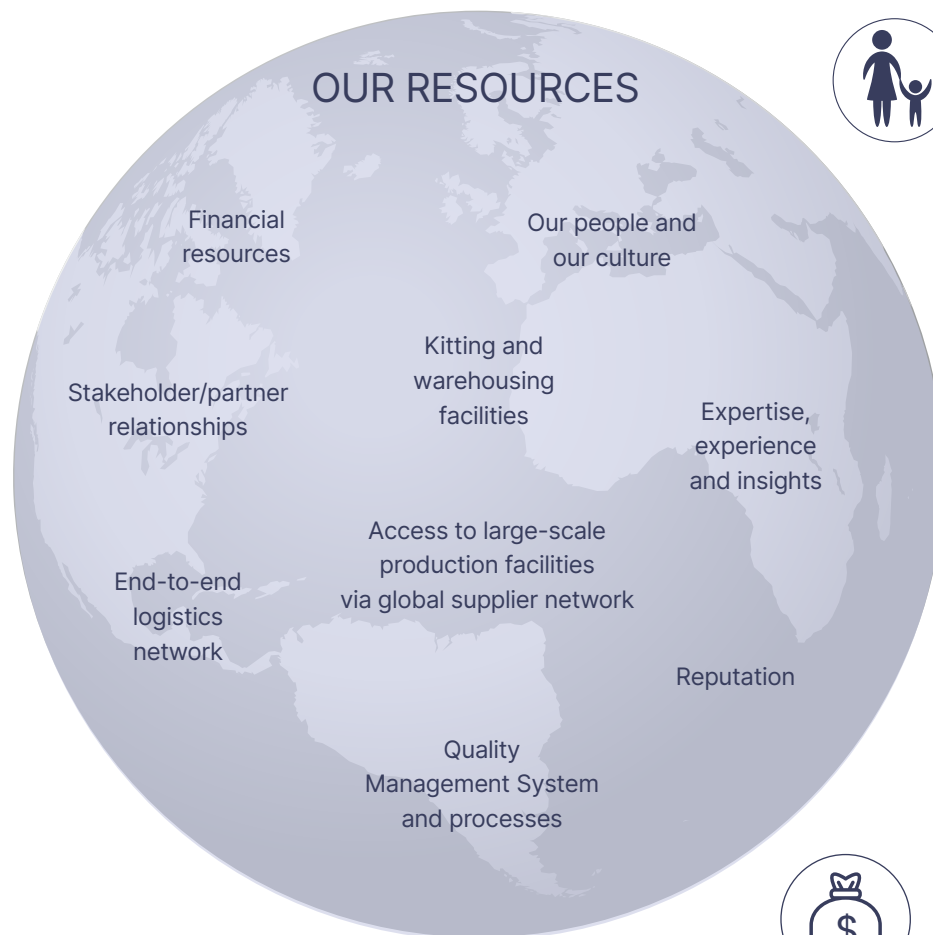 OUR RESOURCES
Financial
resources
Our people and
our culture
Kitting and
warehousing
facilities
Stakeholder/partner
relationships
Expertise,
experience
and insights
Access to large-scale
production facilities
via global supplier network
End-to-end
logistics
network
Reputation
Quality
Management System
and processes
$